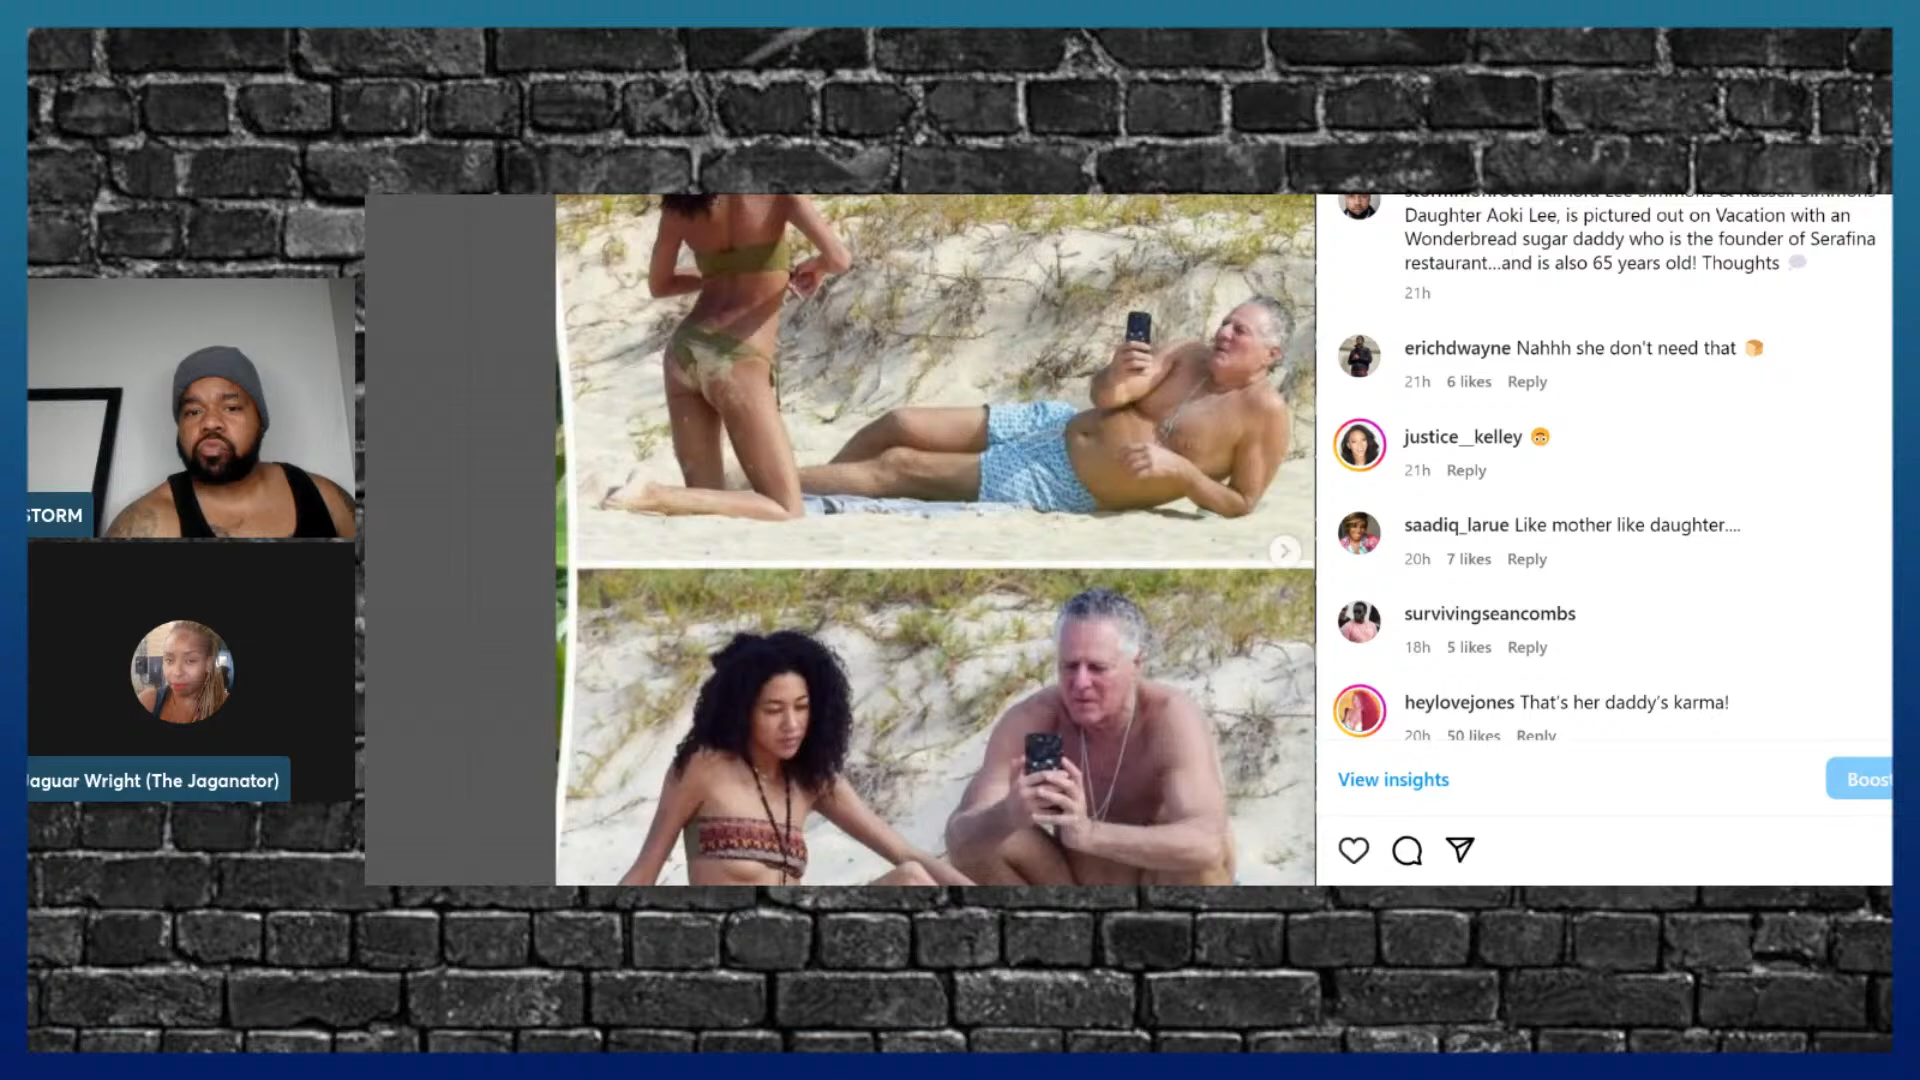 STORM
Jaguar Wright (The Jaganator)
Daughter Aoki Lee, is pictured out on Vacation with an
Wonderbread sugar daddy who is the founder of Serafina
restaurant...and is also 65 years old! Thoughts 💭
21h
erichdwayne Nahhh she don't need that 🍞
21h 6 likes Reply
justice__kelley 🙃
21h Reply
saadiq_larue Like mother like daughter....
20h 7 likes Reply
survivingseancombs
18h 5 likes Reply
heylovejones That's her daddy's karma!
20h 50 likes Reply
View insights
Boost